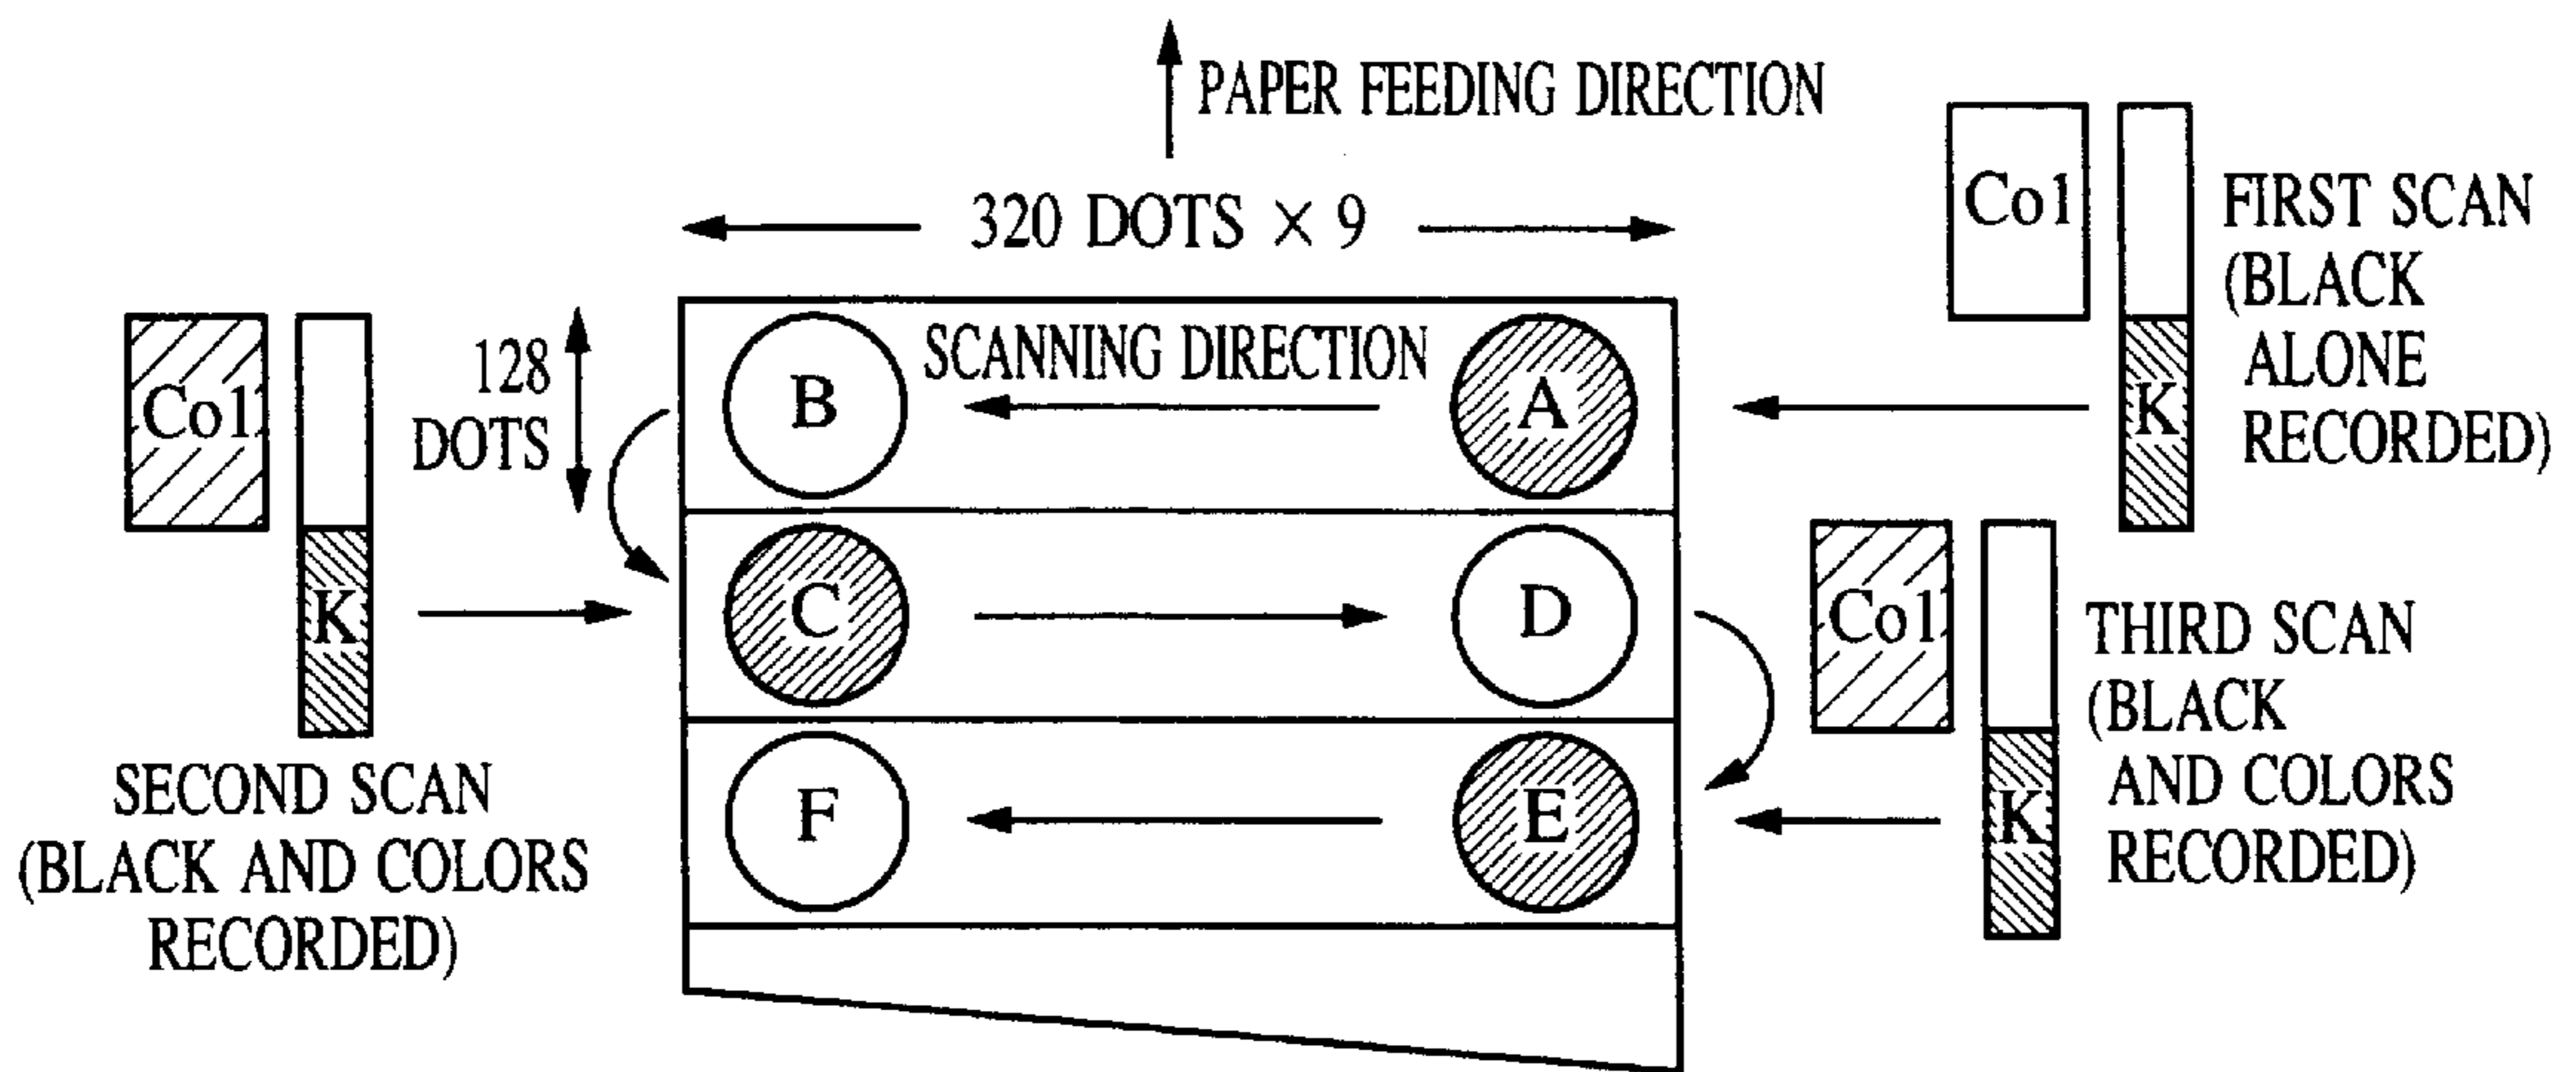 PAPER FEEDING DIRECTION
320 DOTS × 9
Co1
FIRST SCAN
(BLACK
ALONE
RECORDED)
K
128
DOTS
SCANNING DIRECTION
B
A
Co1
K
C
D
Co1
K
THIRD SCAN
(BLACK
AND COLORS
RECORDED)
F
E
SECOND SCAN
(BLACK AND COLORS
RECORDED)